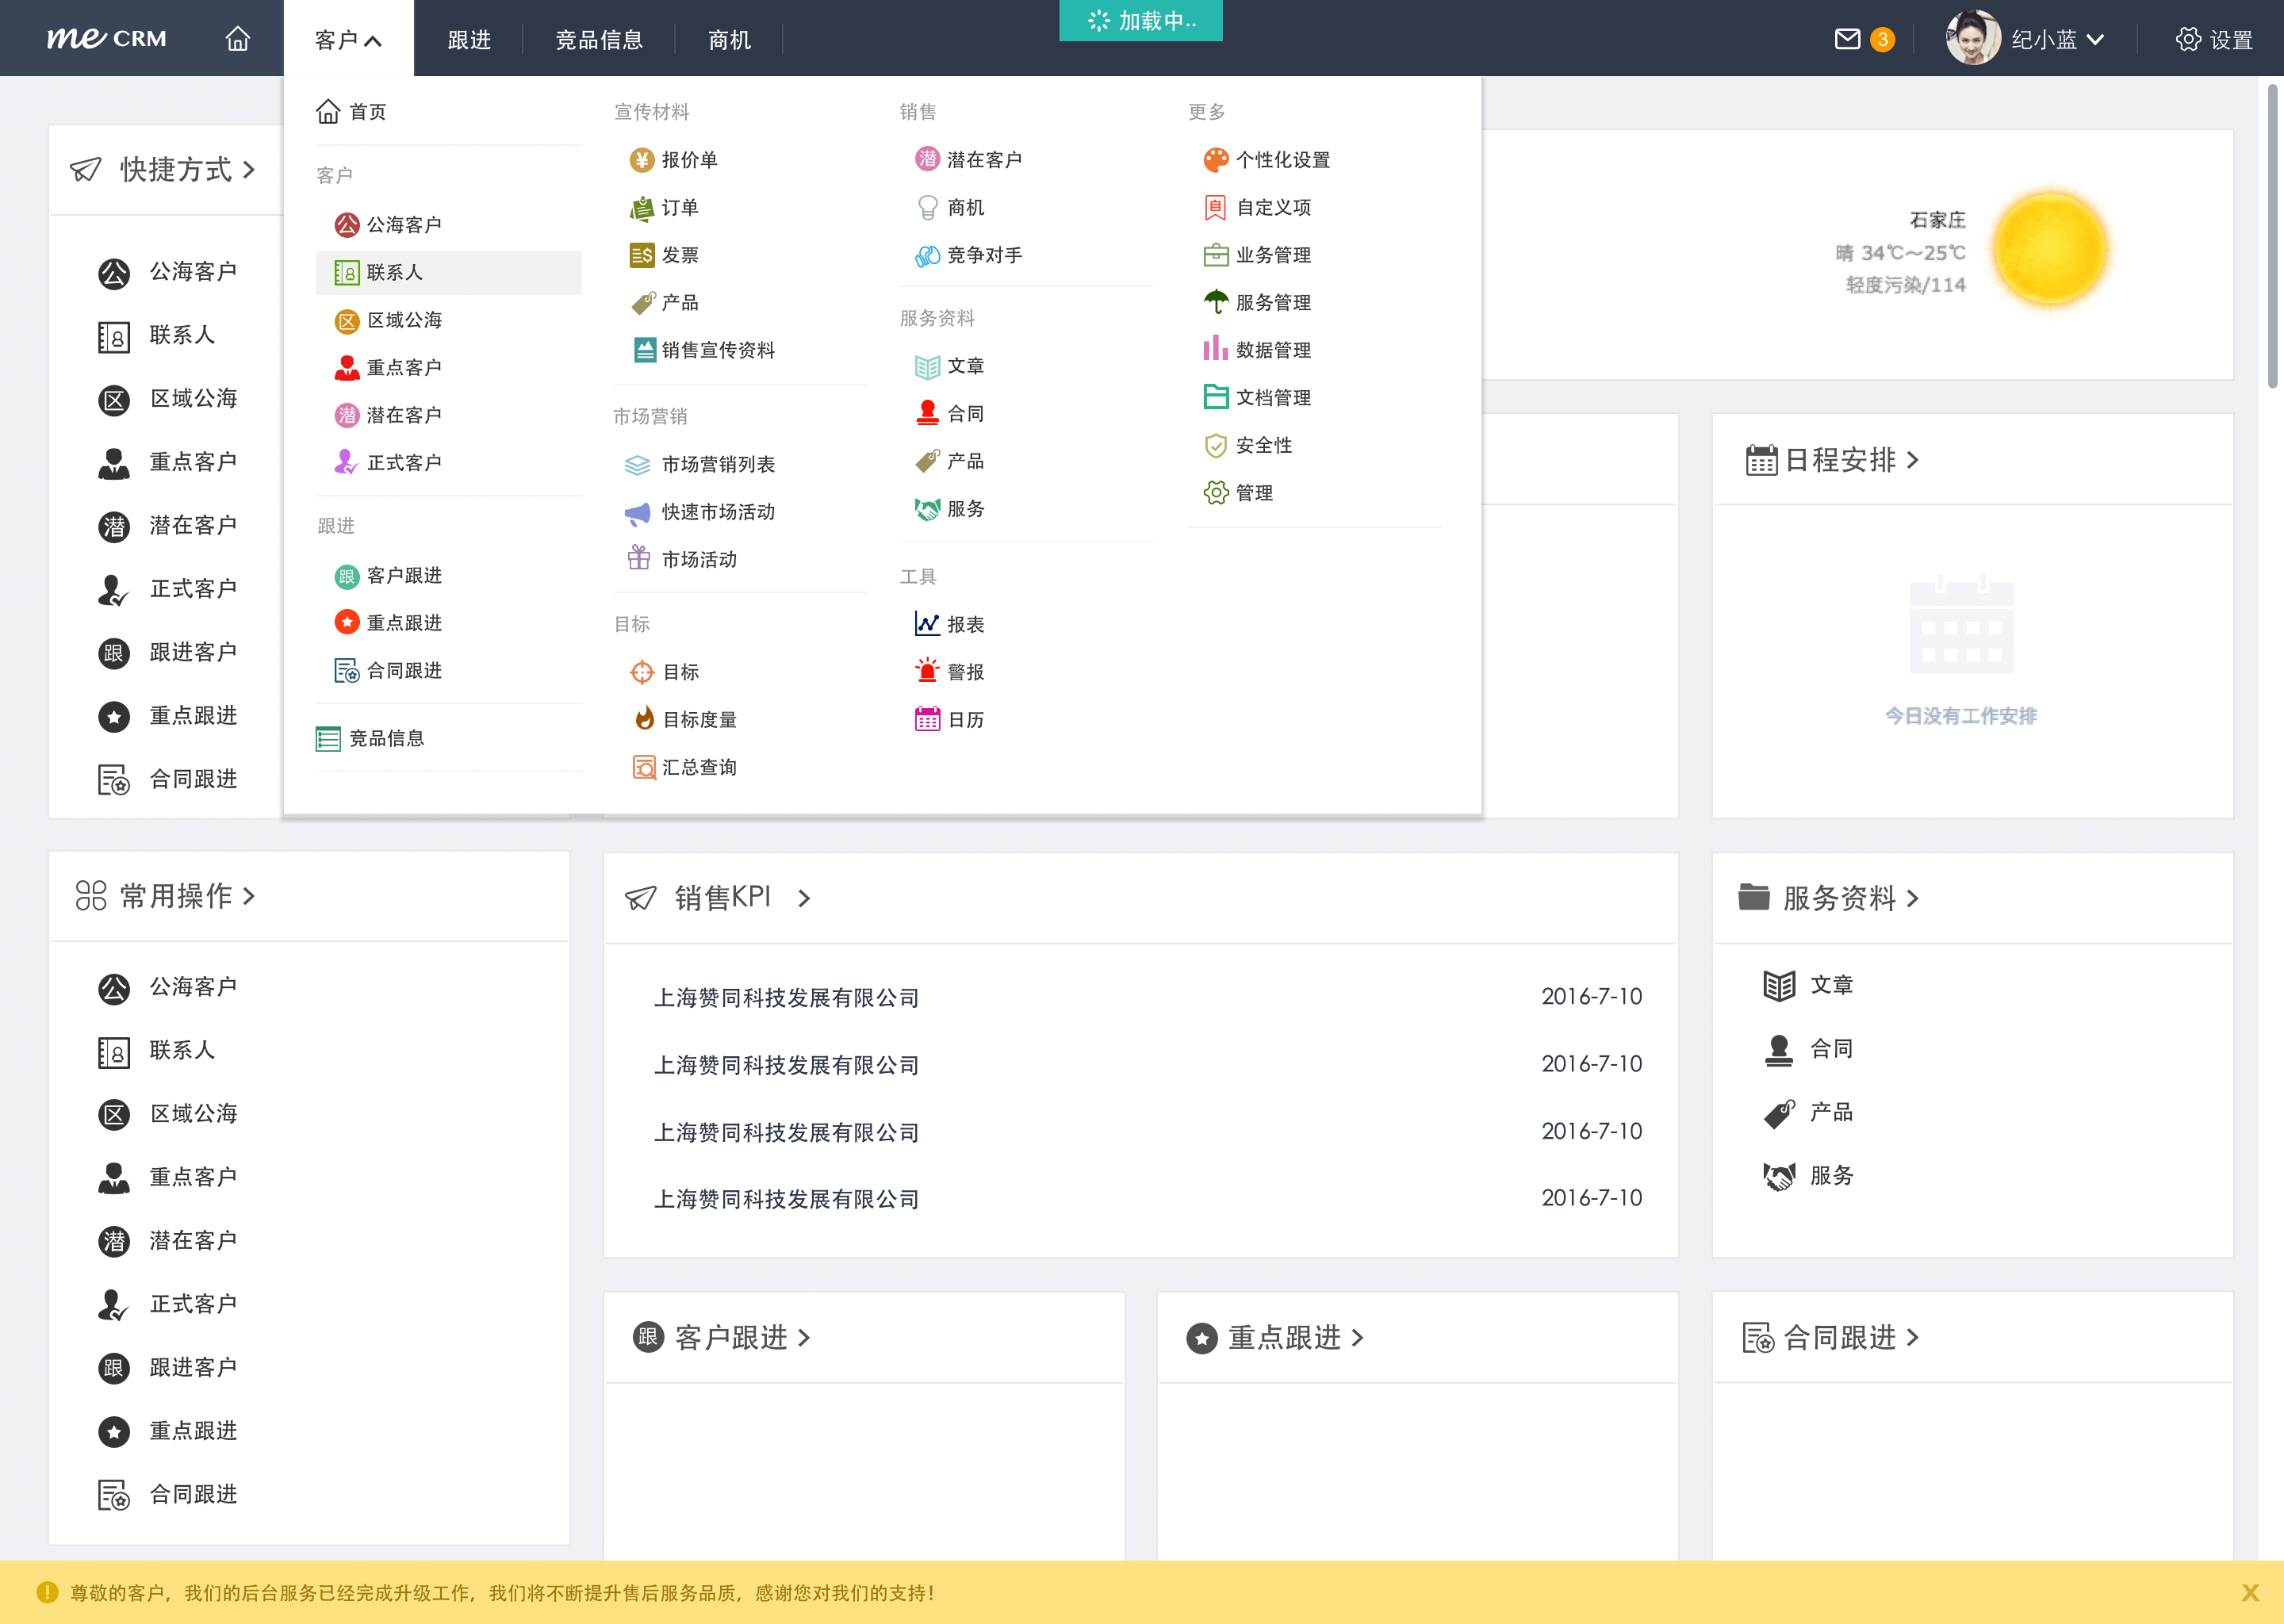 me CRM
客户
跟进
竞品信息
商机
加载中..
3
纪小蓝
设置
首页
客户
公海客户
联系人
区域公海
重点客户
潜在客户
正式客户
跟进
客户跟进
重点跟进
合同跟进
竞品信息
宣传材料
报价单
订单
发票
产品
销售宣传资料
市场营销
市场营销列表
快速市场活动
市场活动
目标
目标
目标度量
汇总查询
销售
潜在客户
商机
竞争对手
服务资料
文章
合同
产品
服务
工具
报表
警报
日历
更多
个性化设置
自定义项
业务管理
服务管理
数据管理
文档管理
安全性
管理
快捷方式
公海客户
联系人
区域公海
重点客户
潜在客户
正式客户
跟进客户
重点跟进
合同跟进
石家庄
晴 34℃～25℃
轻度污染/114
日程安排
今日没有工作安排
常用操作
公海客户
联系人
区域公海
重点客户
潜在客户
正式客户
跟进客户
重点跟进
合同跟进
销售KPI
上海赞同科技发展有限公司 2016-7-10
上海赞同科技发展有限公司 2016-7-10
上海赞同科技发展有限公司 2016-7-10
上海赞同科技发展有限公司 2016-7-10
服务资料
文章
合同
产品
服务
客户跟进
重点跟进
合同跟进
尊敬的客户，我们的后台服务已经完成升级工作，我们将不断提升售后服务品质，感谢您对我们的支持！
X